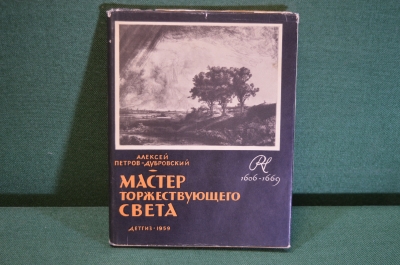 АЛЕКСЕЙ
ПЕТРОВ-ДУБРОВСКИЙ
МАСТЕР
ТОРЖЕСТВУЮЩЕГО
СВЕТА
ДЕТГИЗ-1959
1606-1669